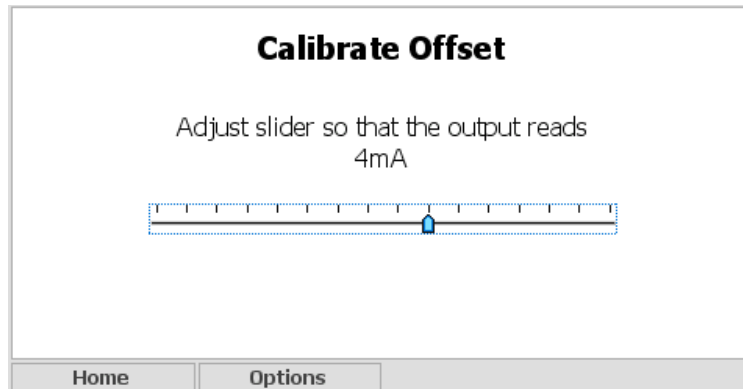 Calibrate Offset
Adjust slider so that the output reads
4mA
Home
Options